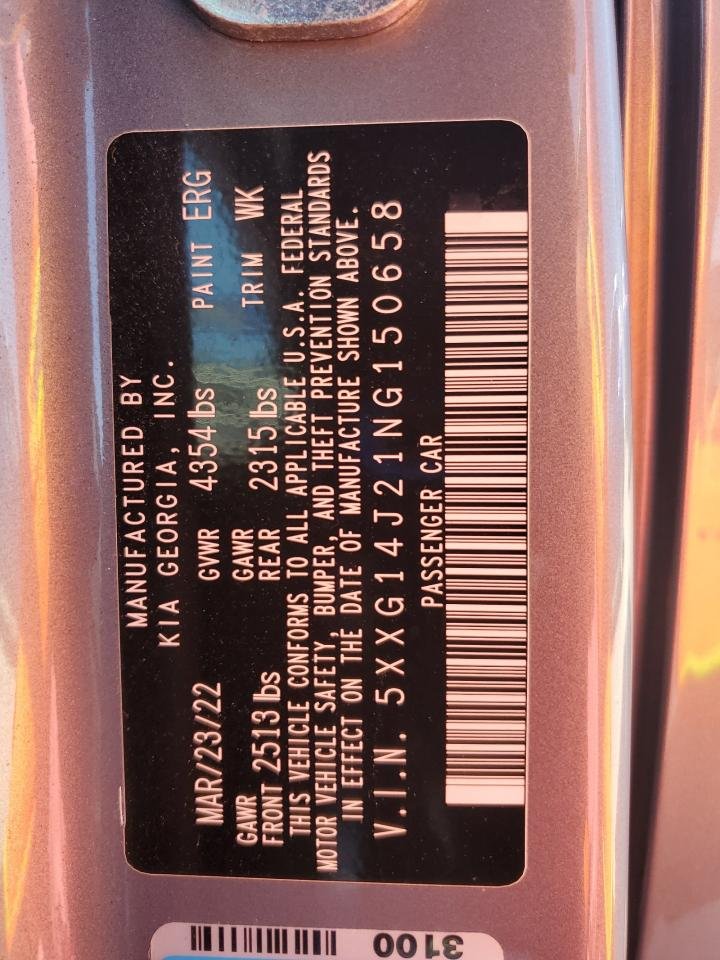 MANUFACTURED BY
KIA GEORGIA, INC.
MAR/23/22 GVWR 4354 lbs PAINT ERG
GAWR FRONT 2513 lbs GAWR REAR 2315 lbs TRIM WK
THIS VEHICLE CONFORMS TO ALL APPLICABLE U.S.A. FEDERAL
MOTOR VEHICLE SAFETY, BUMPER, AND THEFT PREVENTION STANDARDS
IN EFFECT ON THE DATE OF MANUFACTURE SHOWN ABOVE.
V.I.N. 5XXG14J21NG150658
PASSENGER CAR
3100